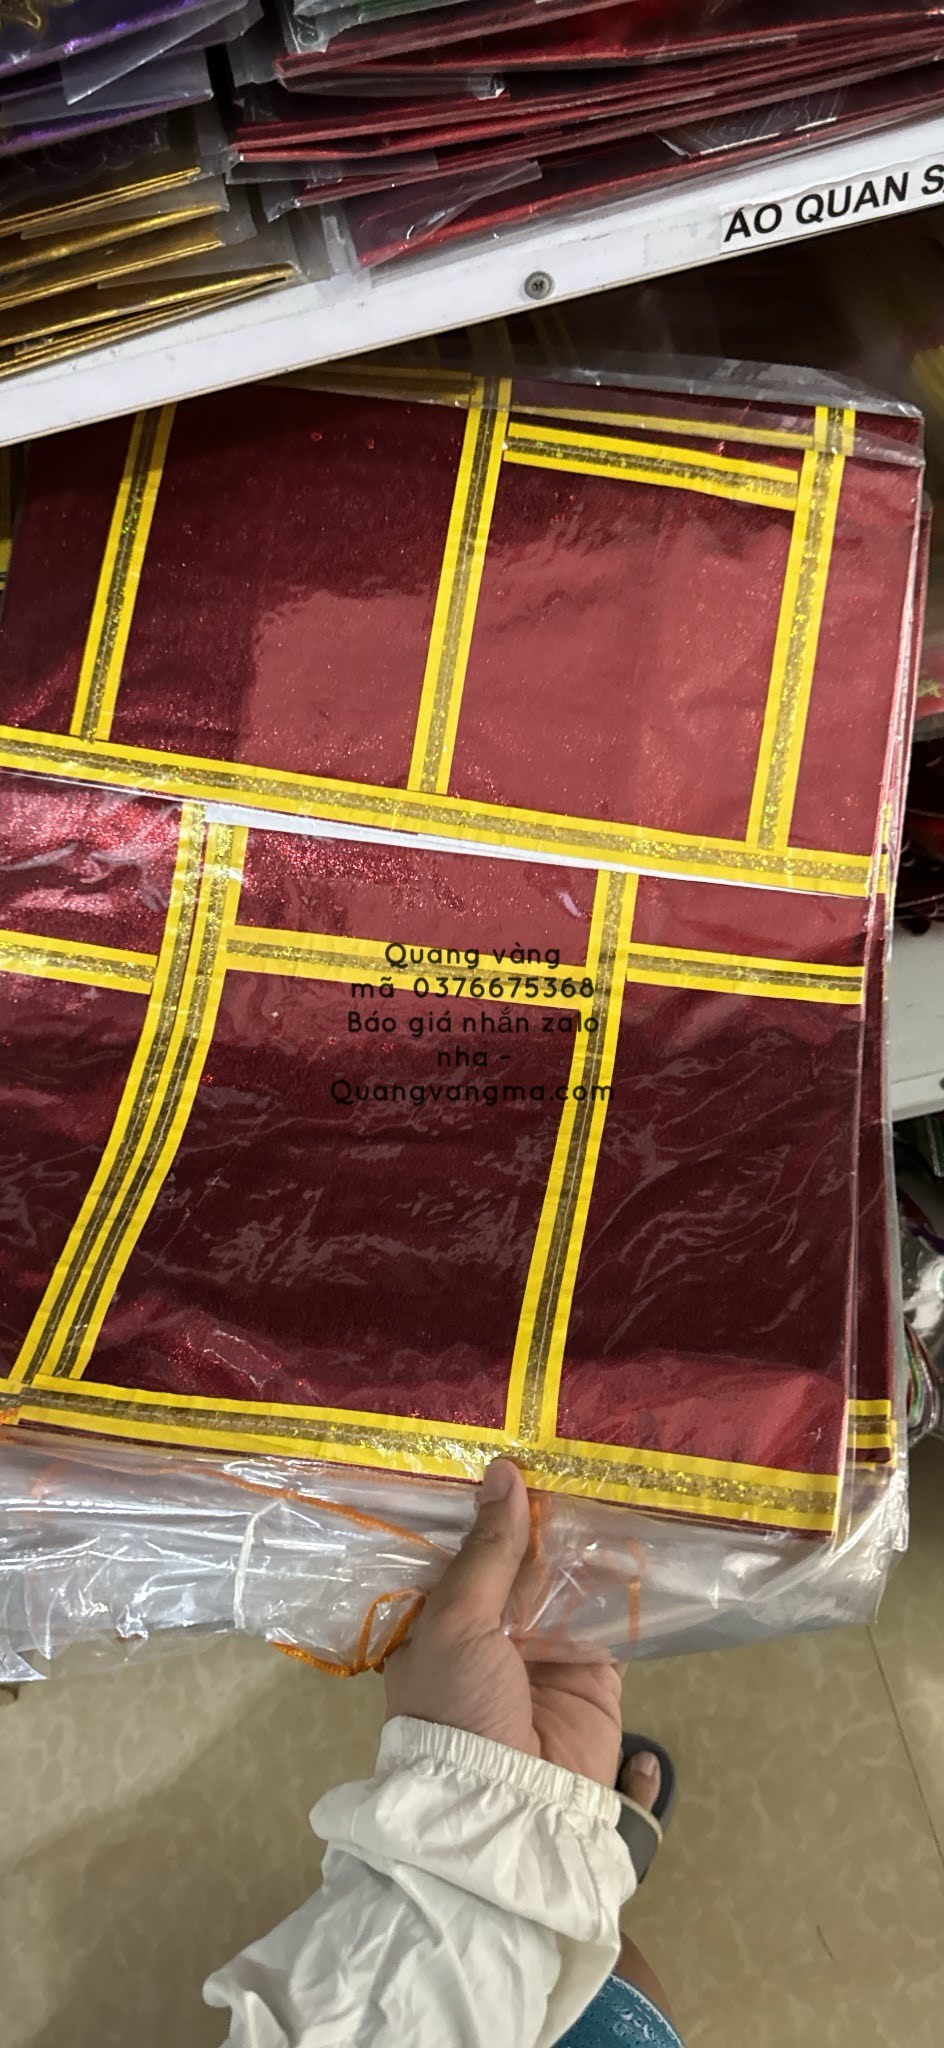 ÁO QUAN S
Quang vàng
mã 0376675368
Báo giá nhắn zalo
nha -
Quangvangma.com